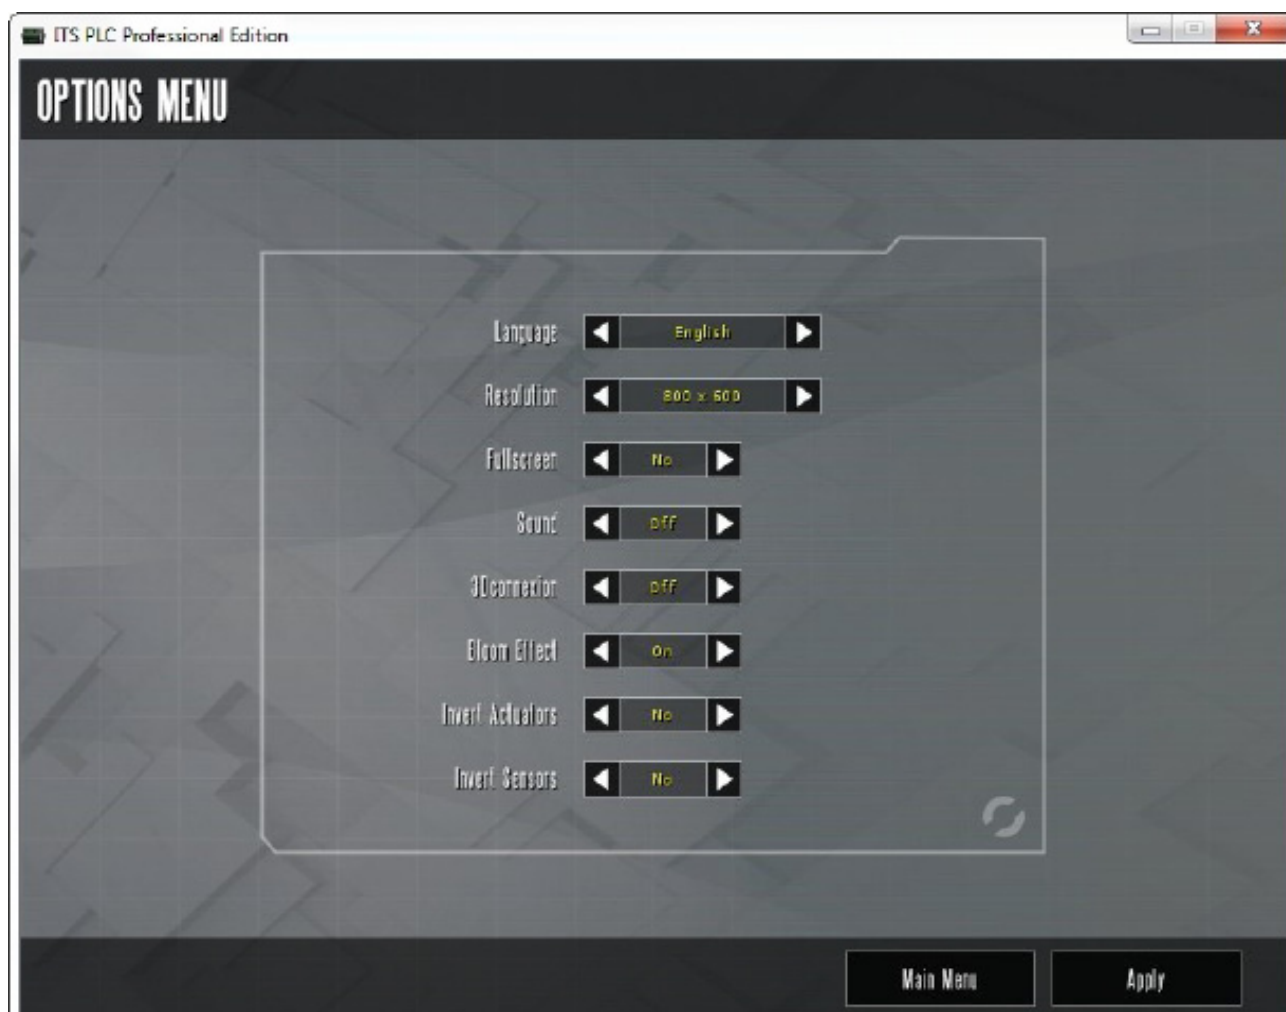 ITS PLC Professional Edition
OPTIONS MENU
Language English
Resolution 800 x 600
Fullscreen No
Sound Off
3Dconnexion Off
Bloom Effect On
Invert Actuators No
Invert Sensors No
Main Menu Apply